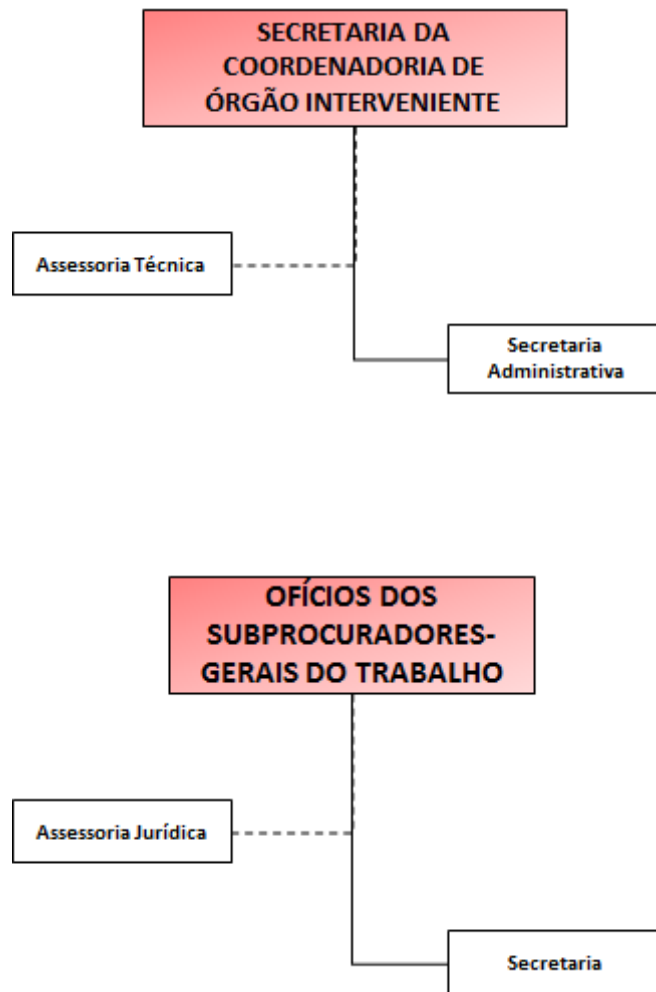 SECRETARIA DA
COORDENADORIA DE
ÓRGÃO INTERVENIENTE
Assessoria Técnica
Secretaria
Administrativa
OFÍCIOS DOS
SUBPROCURADORES-
GERAIS DO TRABALHO
Assessoria Jurídica
Secretaria